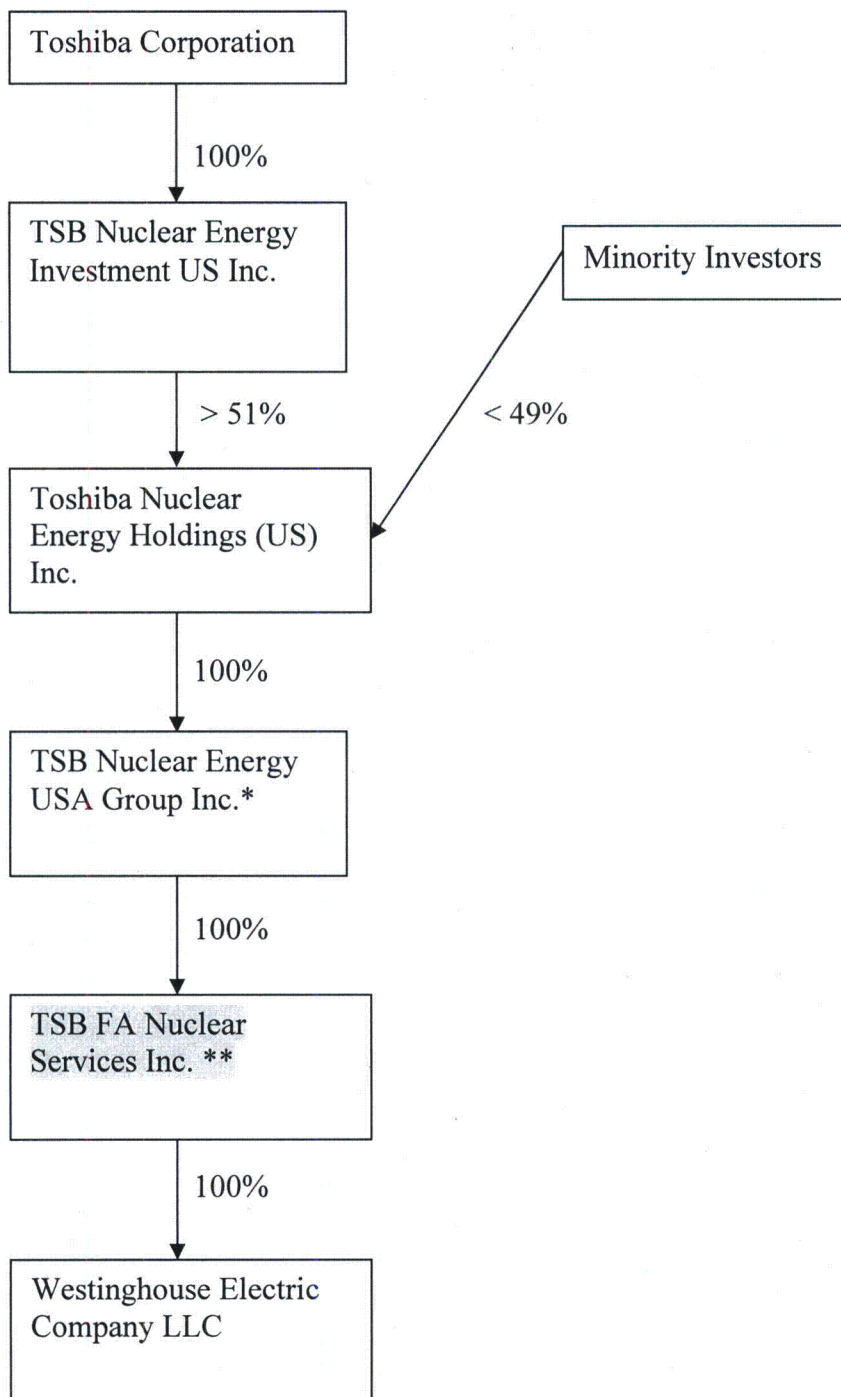 Toshiba Corporation
100%
TSB Nuclear Energy
Investment US Inc.
Minority Investors
> 51%
< 49%
Toshiba Nuclear
Energy Holdings (US)
Inc.
100%
TSB Nuclear Energy
USA Group Inc.*
100%
TSB FA Nuclear
Services Inc. **
100%
Westinghouse Electric
Company LLC